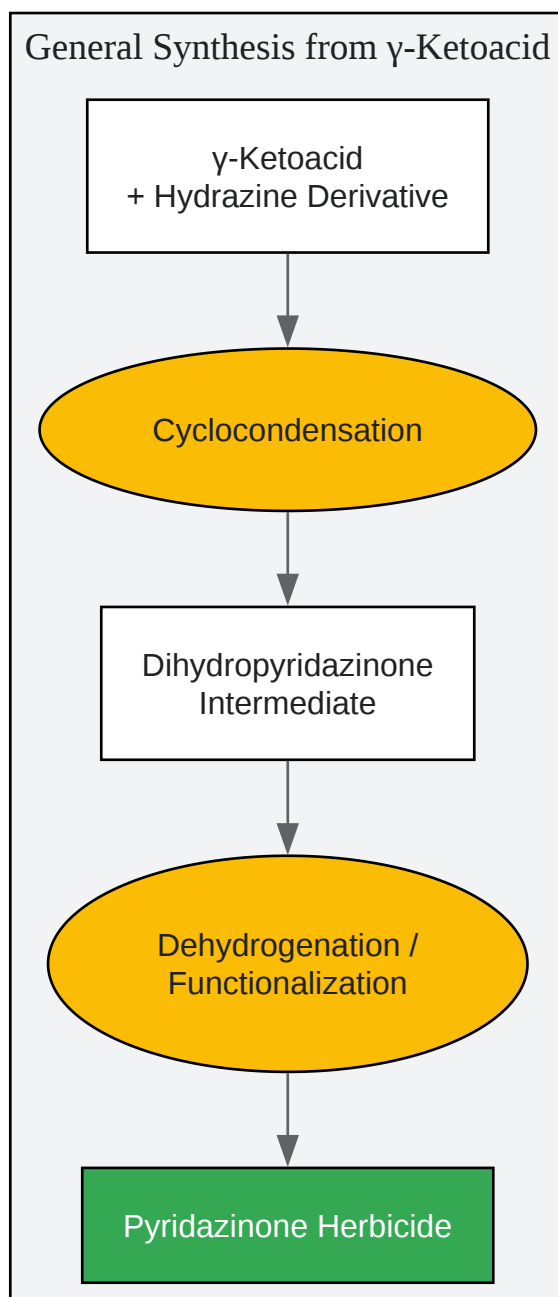 General Synthesis from γ-Ketoacid
γ-Ketoacid
+ Hydrazine Derivative
Cyclocondensation
Dihydropyridazinone
Intermediate
Dehydrogenation /
Functionalization
Pyridazinone Herbicide